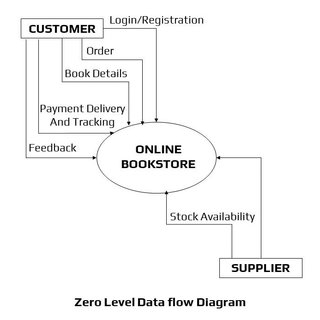 Login/Registration
CUSTOMER
Order
Book Details
Payment Delivery
And Tracking
Feedback
ONLINE
BOOKSTORE
Stock Availability
SUPPLIER
Zero Level Data flow Diagram